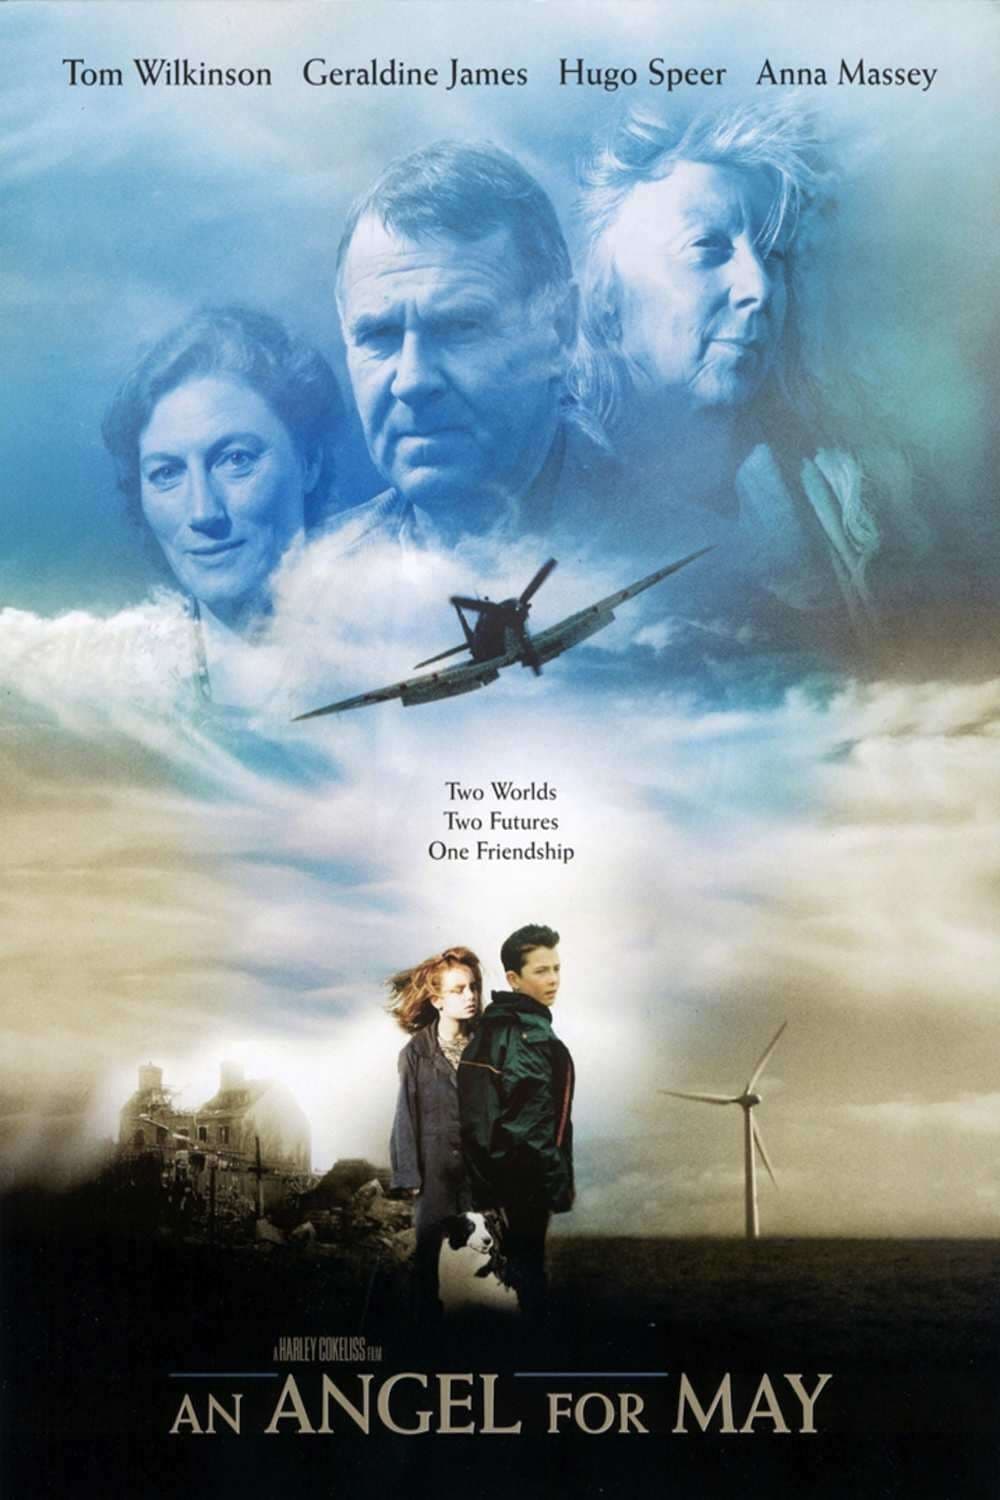 Tom Wilkinson Geraldine James Hugo Speer Anna Massey
Two Worlds
Two Futures
One Friendship
A HARLEY COKELISS FILM
AN ANGEL FOR MAY